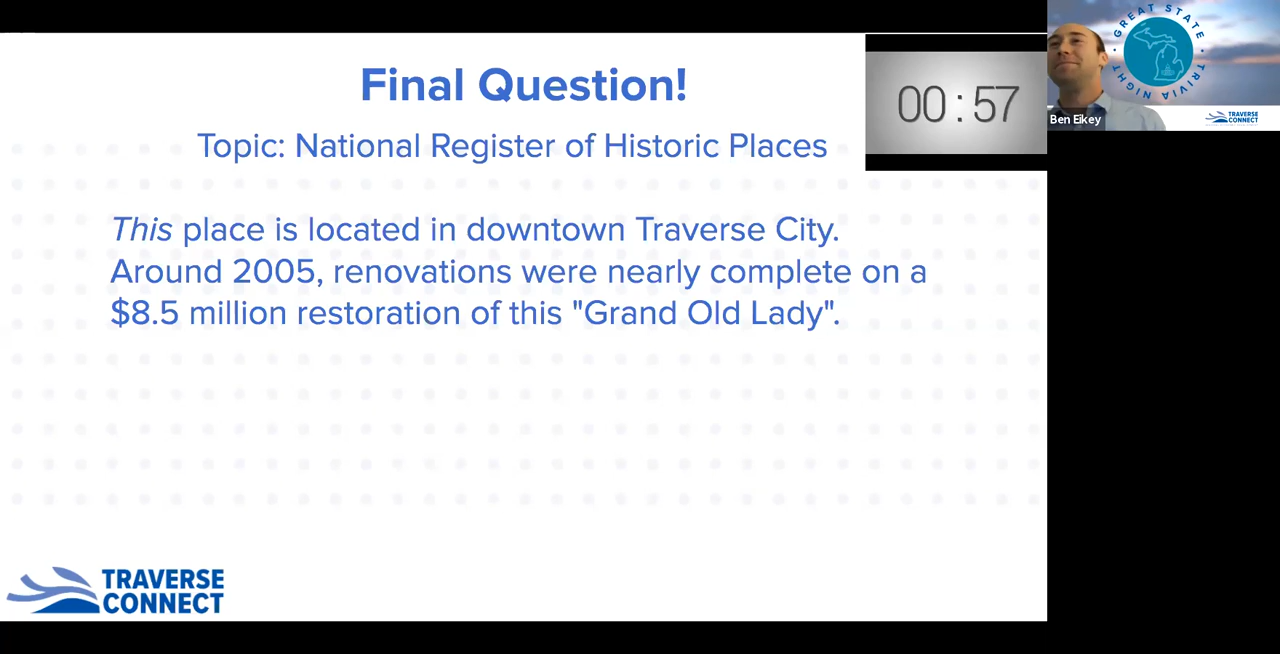 Final Question!
Topic: National Register of Historic Places
00:57
This place is located in downtown Traverse City.
Around 2005, renovations were nearly complete on a
$8.5 million restoration of this "Grand Old Lady".
TRAVERSE
CONNECT
GREAT STATE
TRIVIA NIGHT
Ben Eikey
TRAVERSE
CONNECT